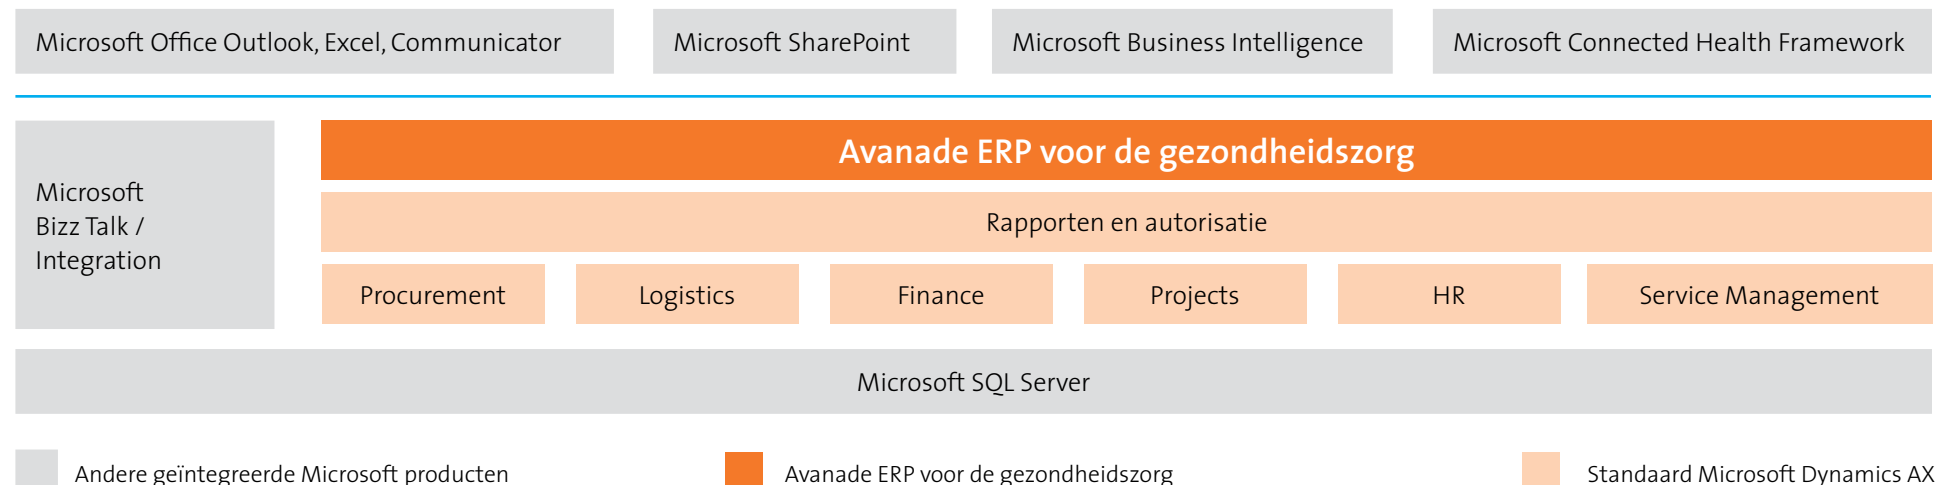 Microsoft Office Outlook, Excel, Communicator
Microsoft SharePoint
Microsoft Business Intelligence
Microsoft Connected Health Framework
Microsoft
Bizz Talk /
Integration
Avanade ERP voor de gezondheidszorg
Rapporten en autorisatie
Procurement
Logistics
Finance
Projects
HR
Service Management
Microsoft SQL Server
Andere geïntegreerde Microsoft producten
Avanade ERP voor de gezondheidszorg
Standaard Microsoft Dynamics AX